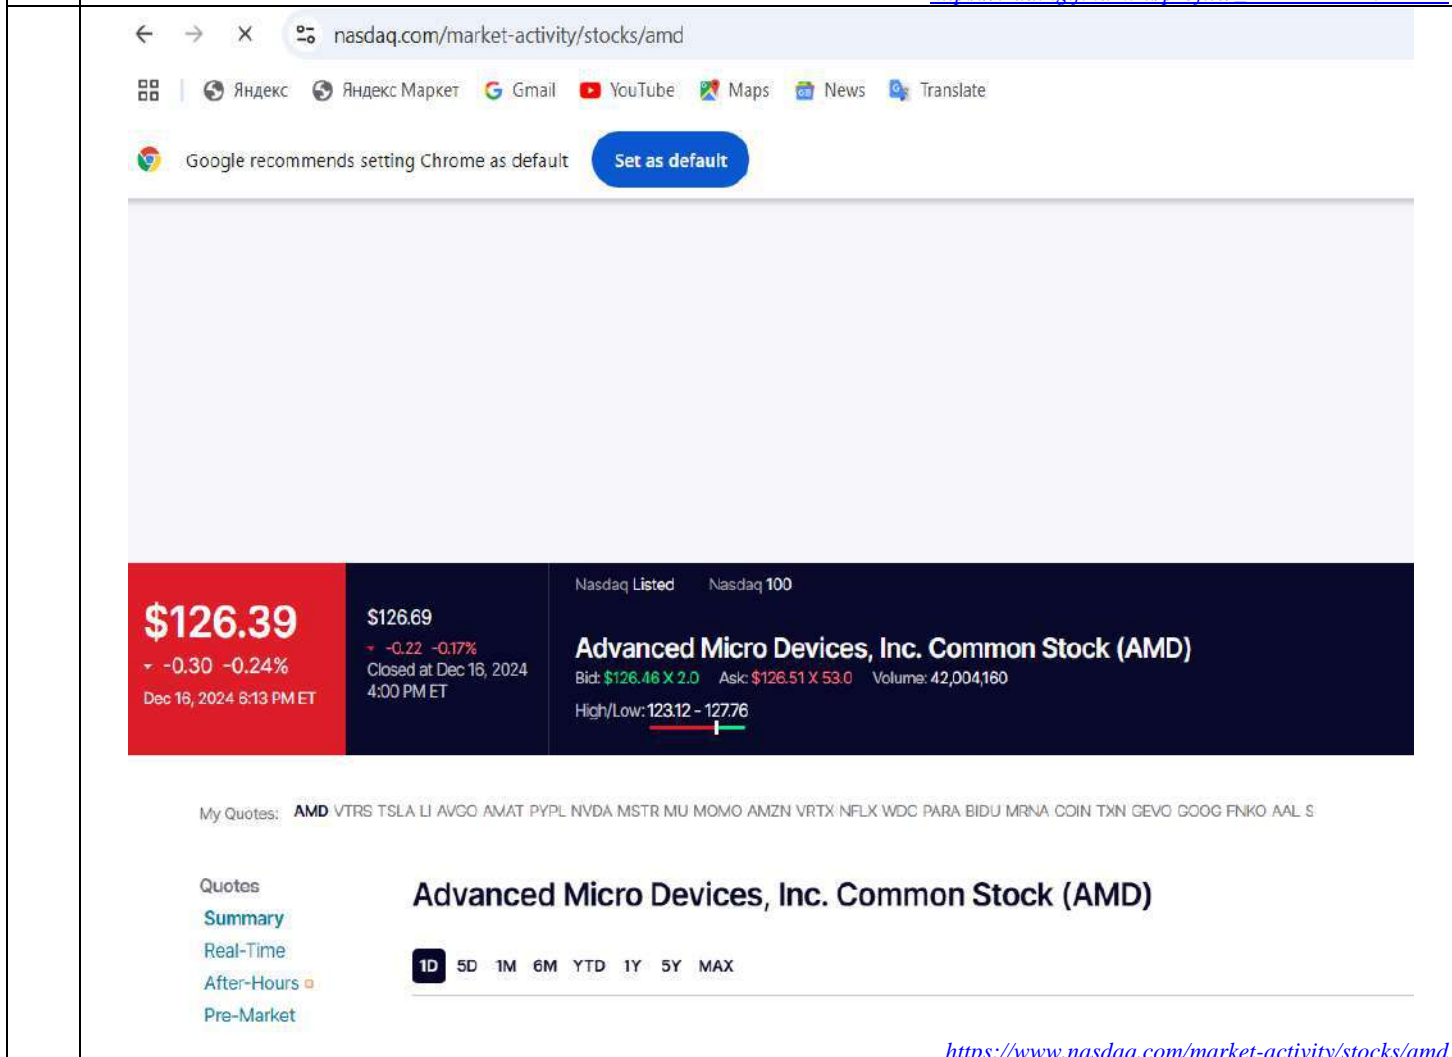 nasdaq.com/market-activity/stocks/amd
Яндекс Яндекс Маркет Gmail YouTube Maps News Translate
Google recommends setting Chrome as default Set as default
Nasdaq Listed Nasdaq 100
$126.39
-0.30 -0.24%
Dec 16, 2024 6:13 PM ET
$126.69
-0.22 -0.17%
Closed at Dec 16, 2024
4:00 PM ET
Advanced Micro Devices, Inc. Common Stock (AMD)
Bid: $126.46 X 2.0 Ask: $126.51 X 53.0 Volume: 42,004,160
High/Low: 123.12 - 127.76
My Quotes: AMD VTRS TSLA LI AVGO AMAT PYPL NVDA MSTR MU MOMO AMZN VRTX NFLX WDC PARA BIDU MRNA COIN TXN GEVO GOOG FNKO AAL S
Quotes
Summary
Real-Time
After-Hours
Pre-Market
Advanced Micro Devices, Inc. Common Stock (AMD)
1D 5D 1M 6M YTD 1Y 5Y MAX
https://www.nasdaq.com/market-activity/stocks/amd